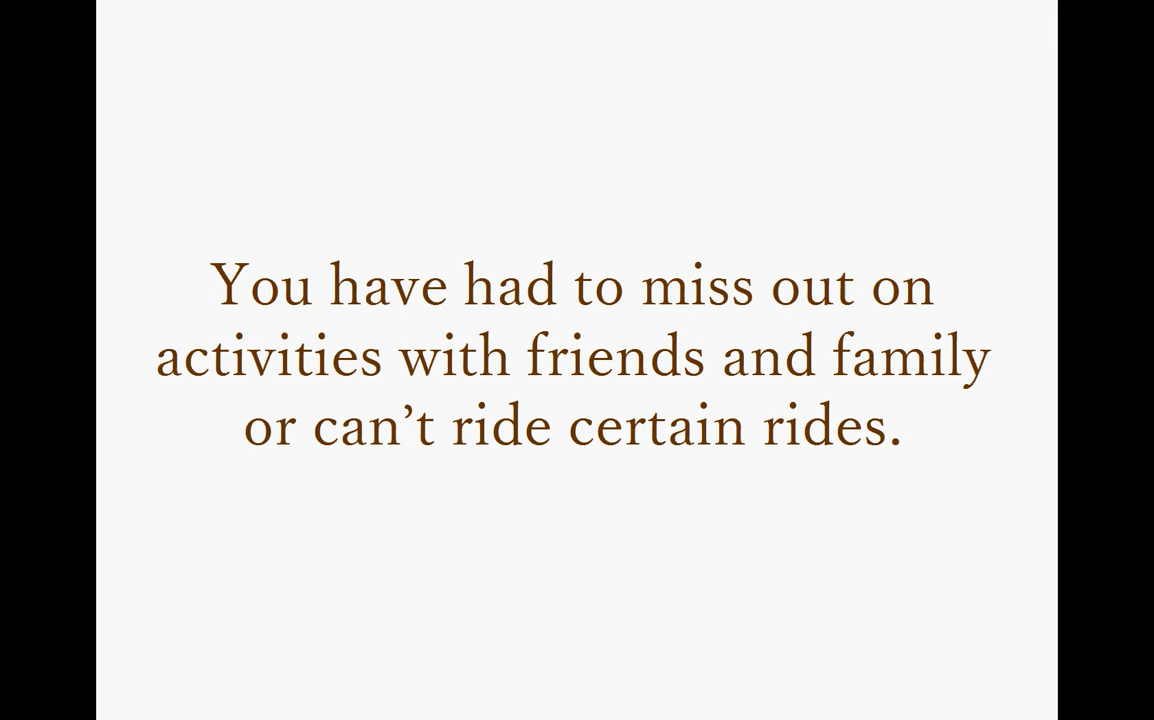 You have had to miss out on
activities with friends and family
or can’t ride certain rides.